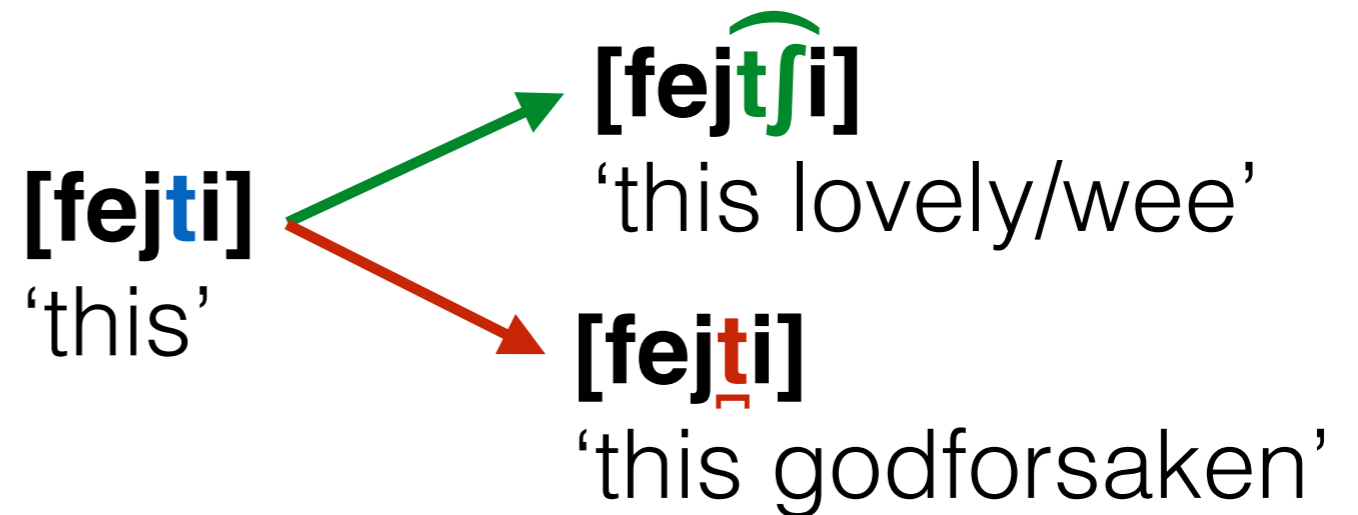 [fejt͡ʃi]
‘this lovely/wee’
[fejti]
‘this’
[fejt̪i]
‘this godforsaken’